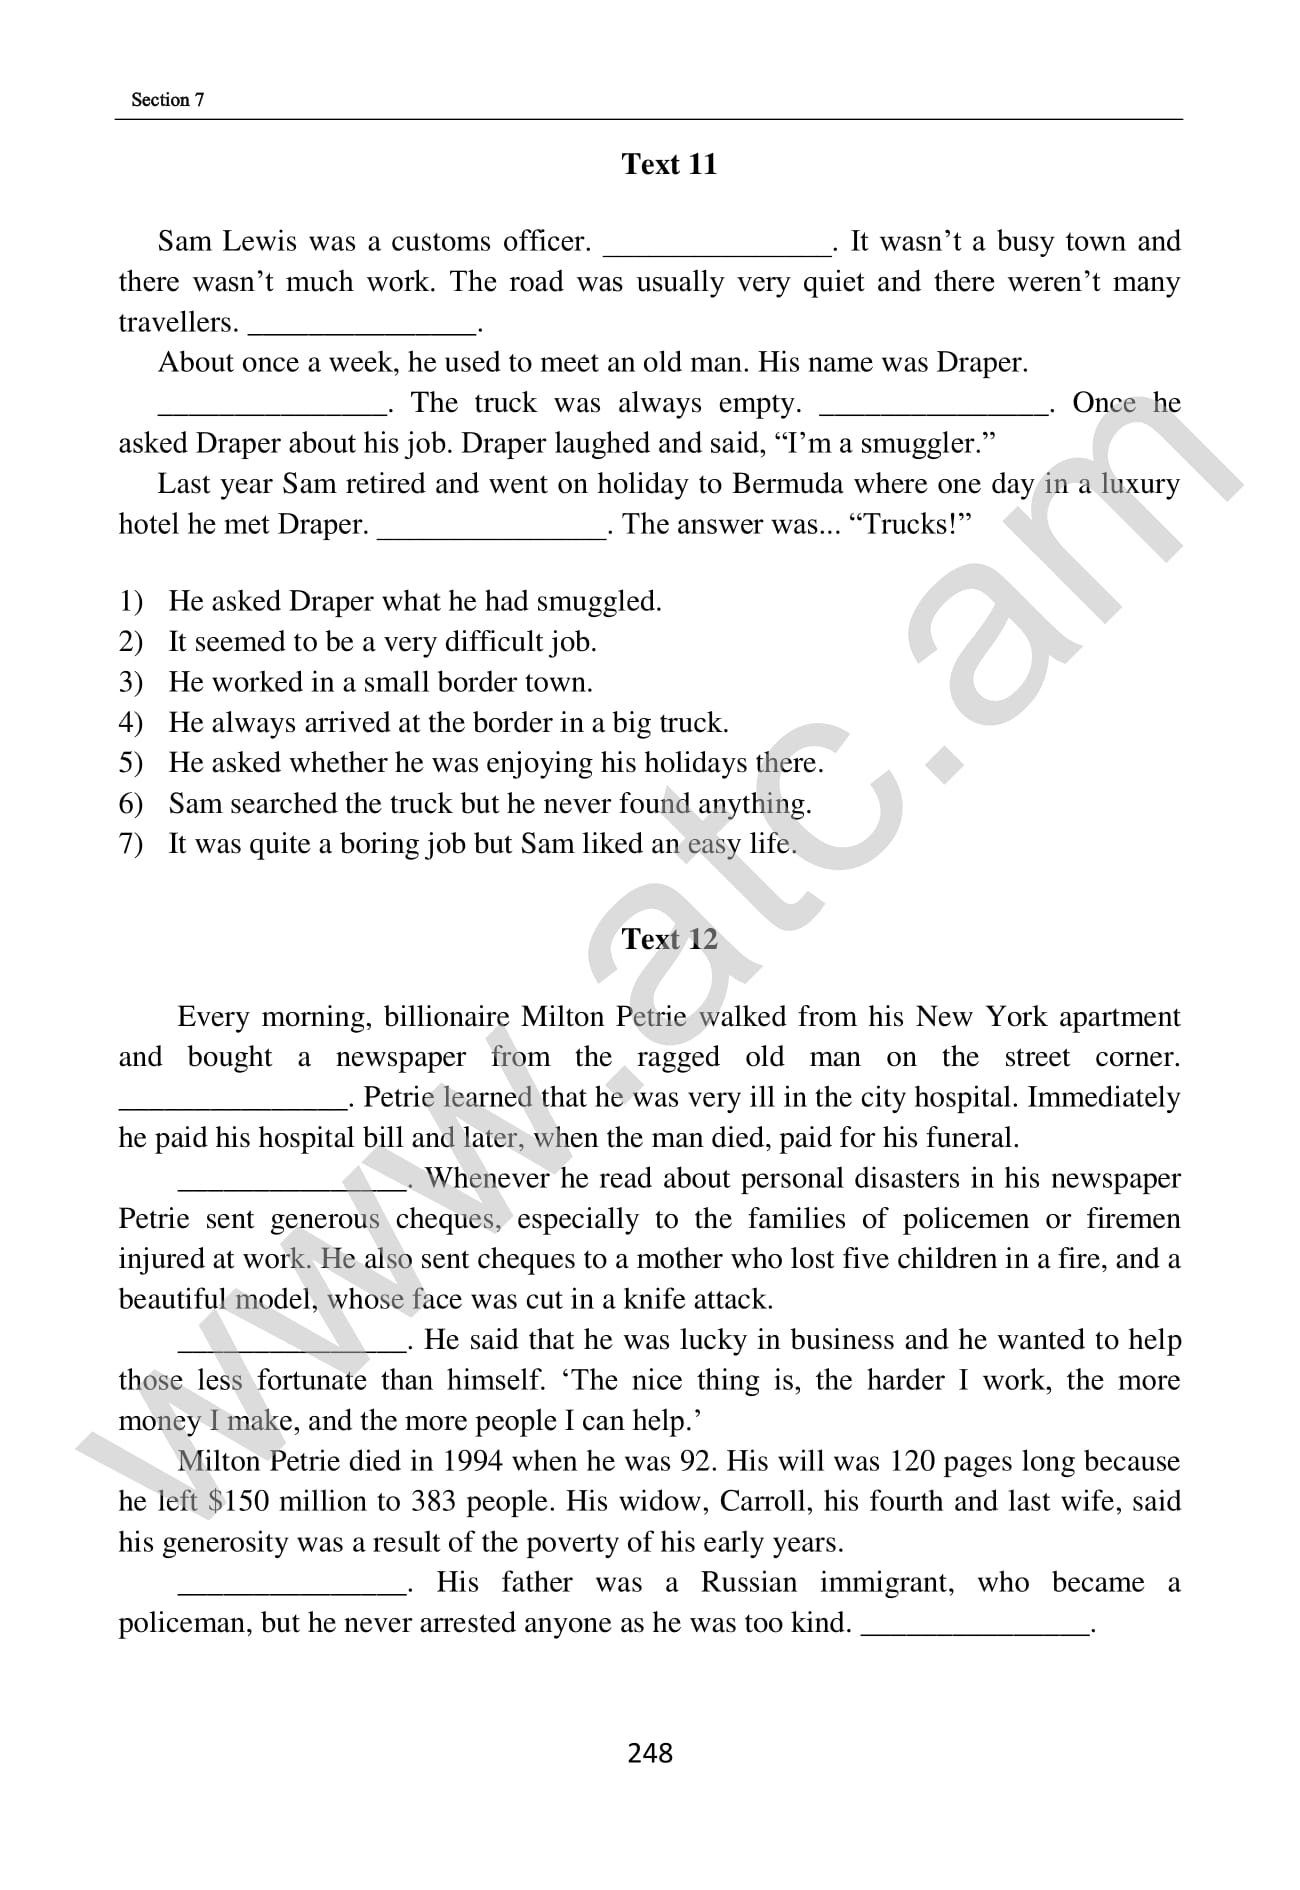 Section 7
Text 11
Sam Lewis was a customs officer. _______________. It wasn’t a busy town and
there wasn’t much work. The road was usually very quiet and there weren’t many
travellers. _______________.
About once a week, he used to meet an old man. His name was Draper.
_______________. The truck was always empty. _______________. Once he
asked Draper about his job. Draper laughed and said, “I’m a smuggler.”
Last year Sam retired and went on holiday to Bermuda where one day in a luxury
hotel he met Draper. _______________. The answer was... “Trucks!”
1) He asked Draper what he had smuggled.
2) It seemed to be a very difficult job.
3) He worked in a small border town.
4) He always arrived at the border in a big truck.
5) He asked whether he was enjoying his holidays there.
6) Sam searched the truck but he never found anything.
7) It was quite a boring job but Sam liked an easy life.
Text 12
Every morning, billionaire Milton Petrie walked from his New York apartment
and bought a newspaper from the ragged old man on the street corner.
_______________. Petrie learned that he was very ill in the city hospital. Immediately
he paid his hospital bill and later, when the man died, paid for his funeral.
_______________. Whenever he read about personal disasters in his newspaper
Petrie sent generous cheques, especially to the families of policemen or firemen
injured at work. He also sent cheques to a mother who lost five children in a fire, and a
beautiful model, whose face was cut in a knife attack.
_______________. He said that he was lucky in business and he wanted to help
those less fortunate than himself. ‘The nice thing is, the harder I work, the more
money I make, and the more people I can help.’
Milton Petrie died in 1994 when he was 92. His will was 120 pages long because
he left $150 million to 383 people. His widow, Carroll, his fourth and last wife, said
his generosity was a result of the poverty of his early years.
_______________. His father was a Russian immigrant, who became a
policeman, but he never arrested anyone as he was too kind. _______________.
248
www.atc.am